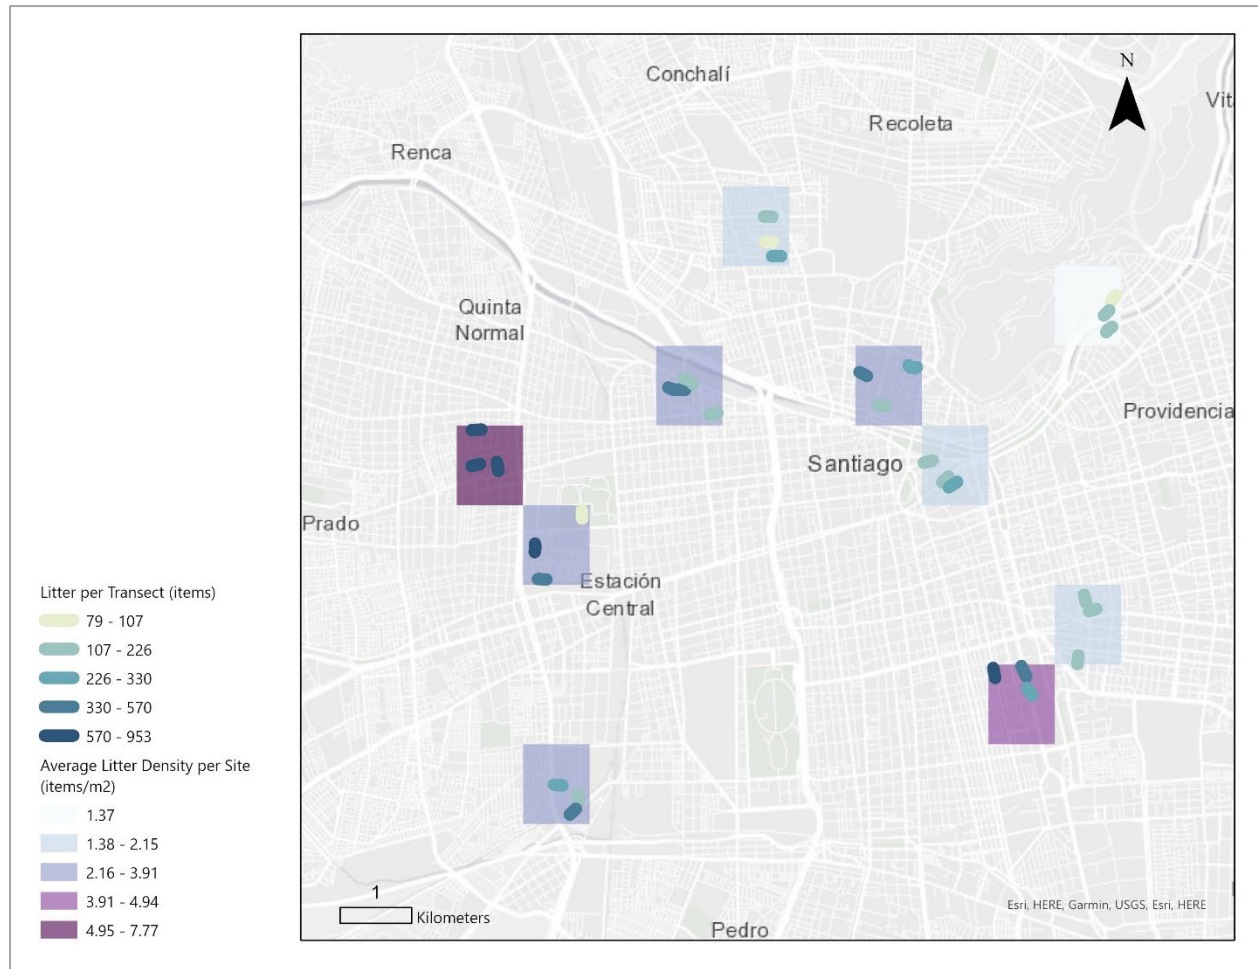 N
Conchalí
Vit
Recoleta
Renca
Quinta
Normal
Providencia
Santiago
Prado
Estación
Central
Litter per Transect (items)
79 - 107
107 - 226
226 - 330
330 - 570
570 - 953
Average Litter Density per Site
(items/m2)
1.37
1.38 - 2.15
2.16 - 3.91
3.91 - 4.94
4.95 - 7.77
1
Kilometers
Esri, HERE, Garmin, USGS, Esri, HERE
Pedro